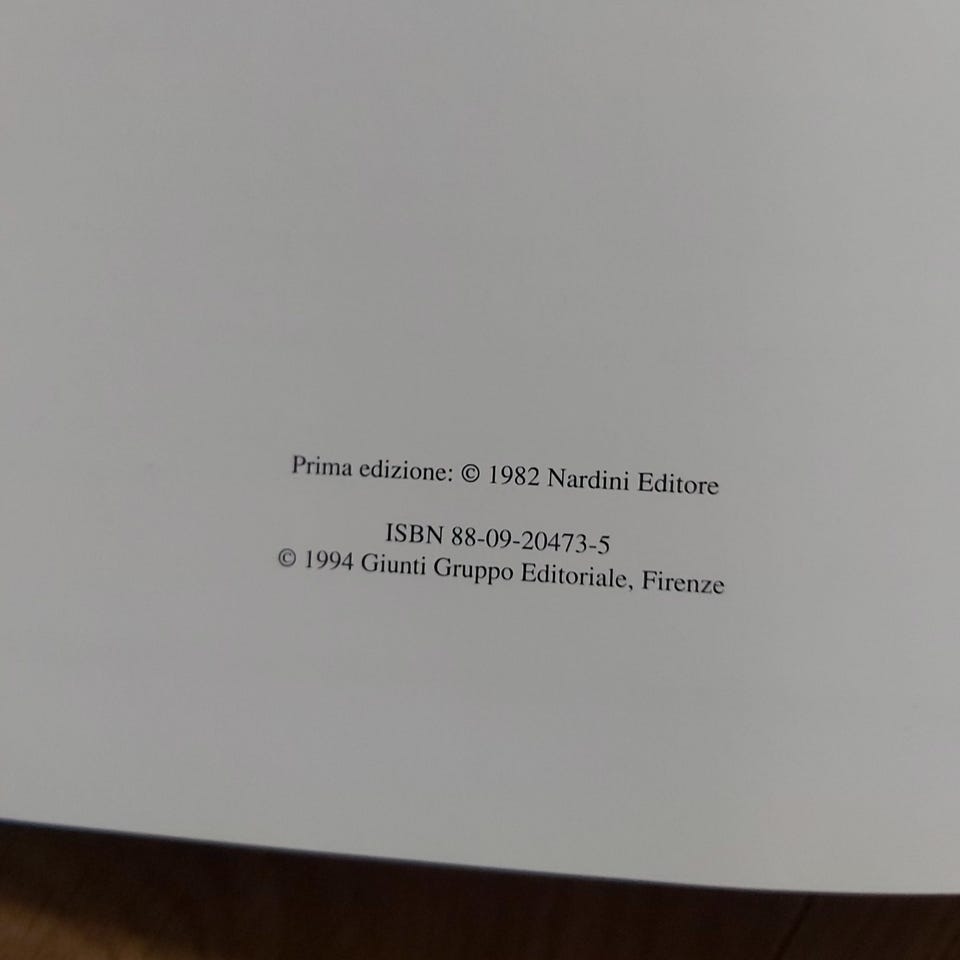 Prima edizione: © 1982 Nardini Editore
ISBN 88-09-20473-5
© 1994 Giunti Gruppo Editoriale, Firenze